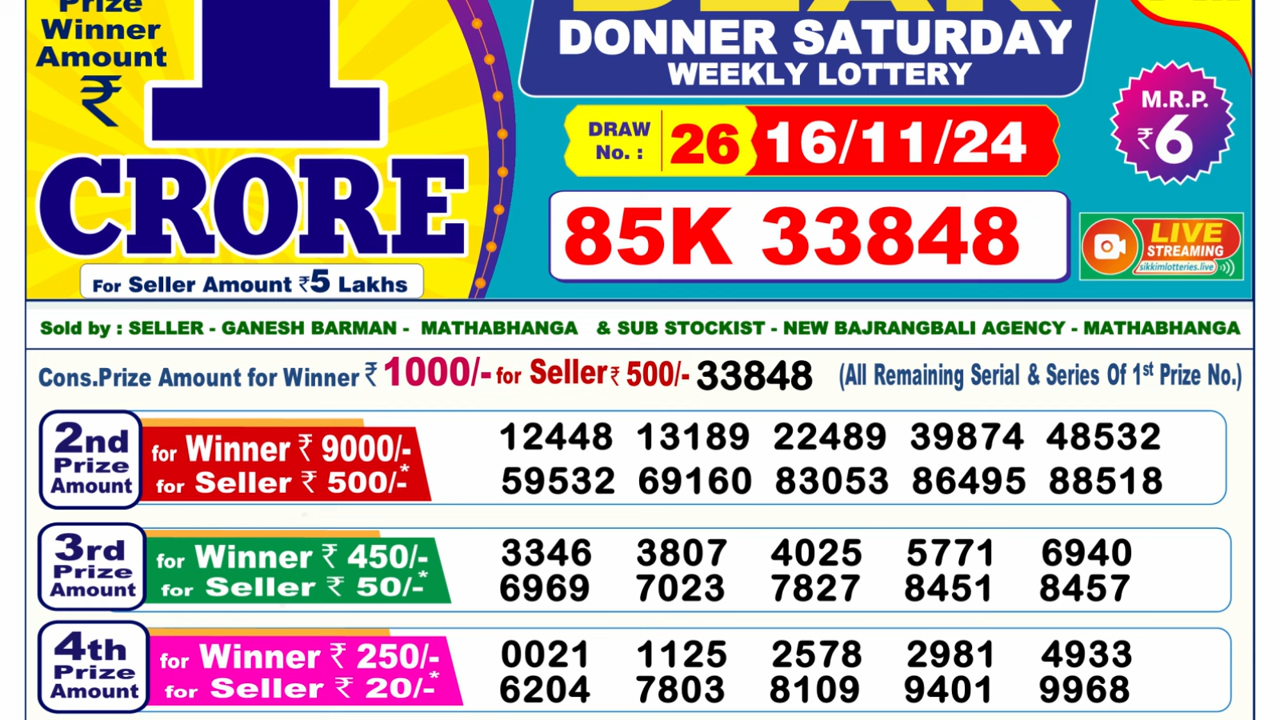 Prize
Winner
Amount
₹
1
CRORE
For Seller Amount ₹5 Lakhs
DEAR
DONNER SATURDAY
WEEKLY LOTTERY
DRAW No. : 26 16/11/24
M.R.P.
₹6
85K 33848
LIVE
STREAMING
sikkimlotteries.live
Sold by : SELLER - GANESH BARMAN - MATHABHANGA & SUB STOCKIST - NEW BAJRANGBALI AGENCY - MATHABHANGA
Cons.Prize Amount for Winner ₹ 1000/- for Seller ₹ 500/- 33848 (All Remaining Serial & Series Of 1st Prize No.)
2nd
Prize
Amount
for Winner ₹ 9000/-
for Seller ₹ 500/-*
12448 13189 22489 39874 48532
59532 69160 83053 86495 88518
3rd
Prize
Amount
for Winner ₹ 450/-
for Seller ₹ 50/-*
3346 3807 4025 5771 6940
6969 7023 7827 8451 8457
4th
Prize
Amount
for Winner ₹ 250/-
for Seller ₹ 20/-*
0021 1125 2578 2981 4933
6204 7803 8109 9401 9968